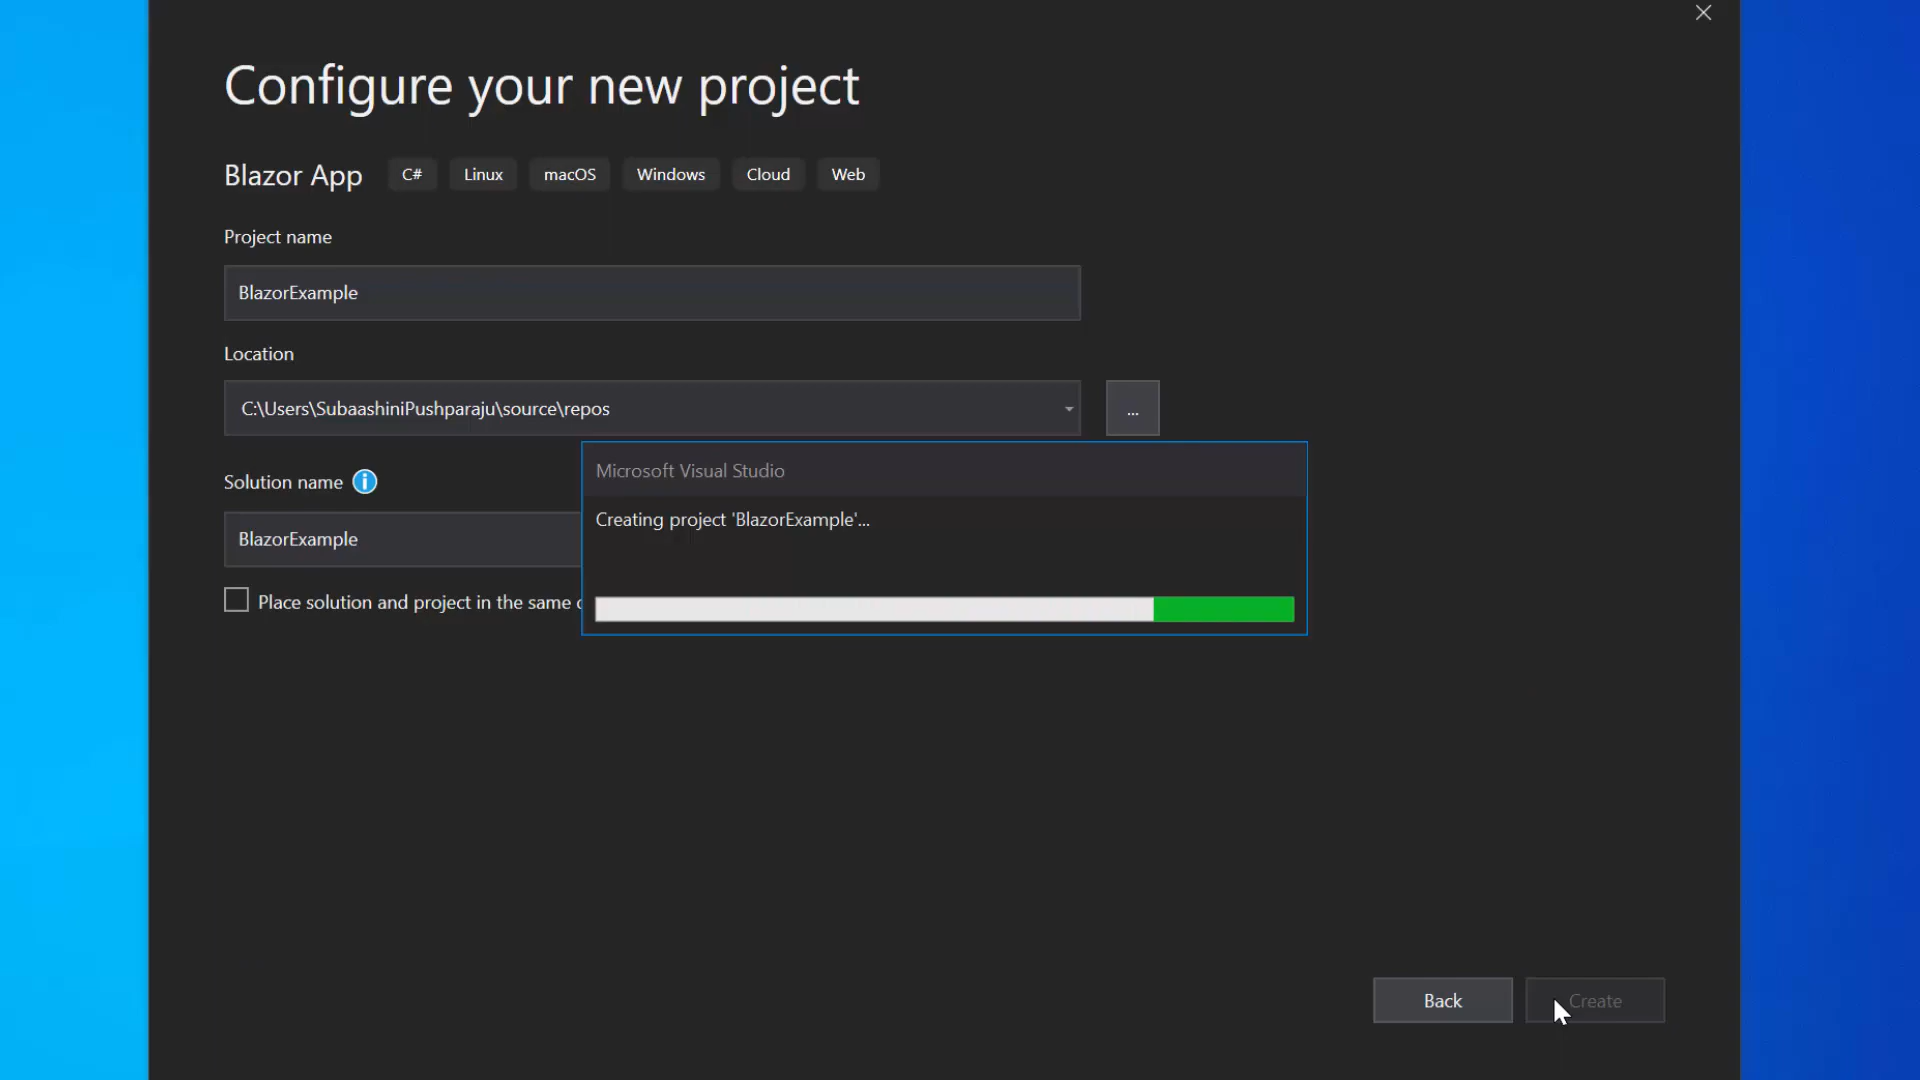 Configure your new project
Blazor App C# Linux macOS Windows Cloud Web
Project name
BlazorExample
Location
C:\Users\SubaashiniPushparaju\source\repos
...
Solution name
BlazorExample
Place solution and project in the same
Microsoft Visual Studio
Creating project 'BlazorExample'...
Back
Create